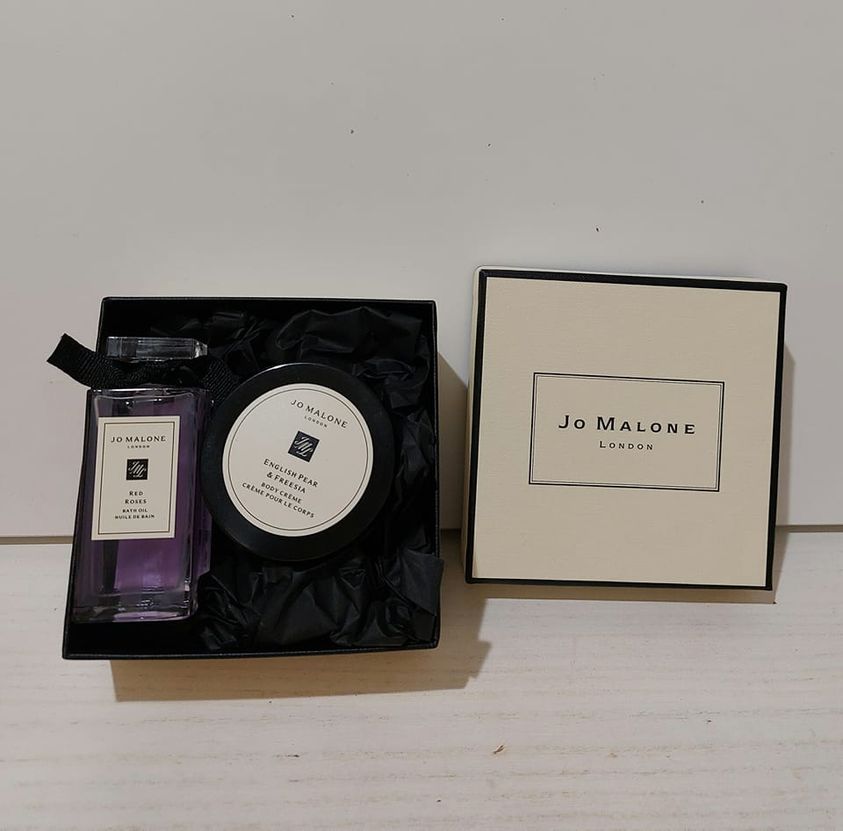 JO MALONE
LONDON
RED
ROSES
BATH OIL
HUILE DE BAIN
JO MALONE
LONDON
ENGLISH PEAR
& FREESIA
BODY CRÈME
CRÈME POUR LE CORPS
JO MALONE
LONDON